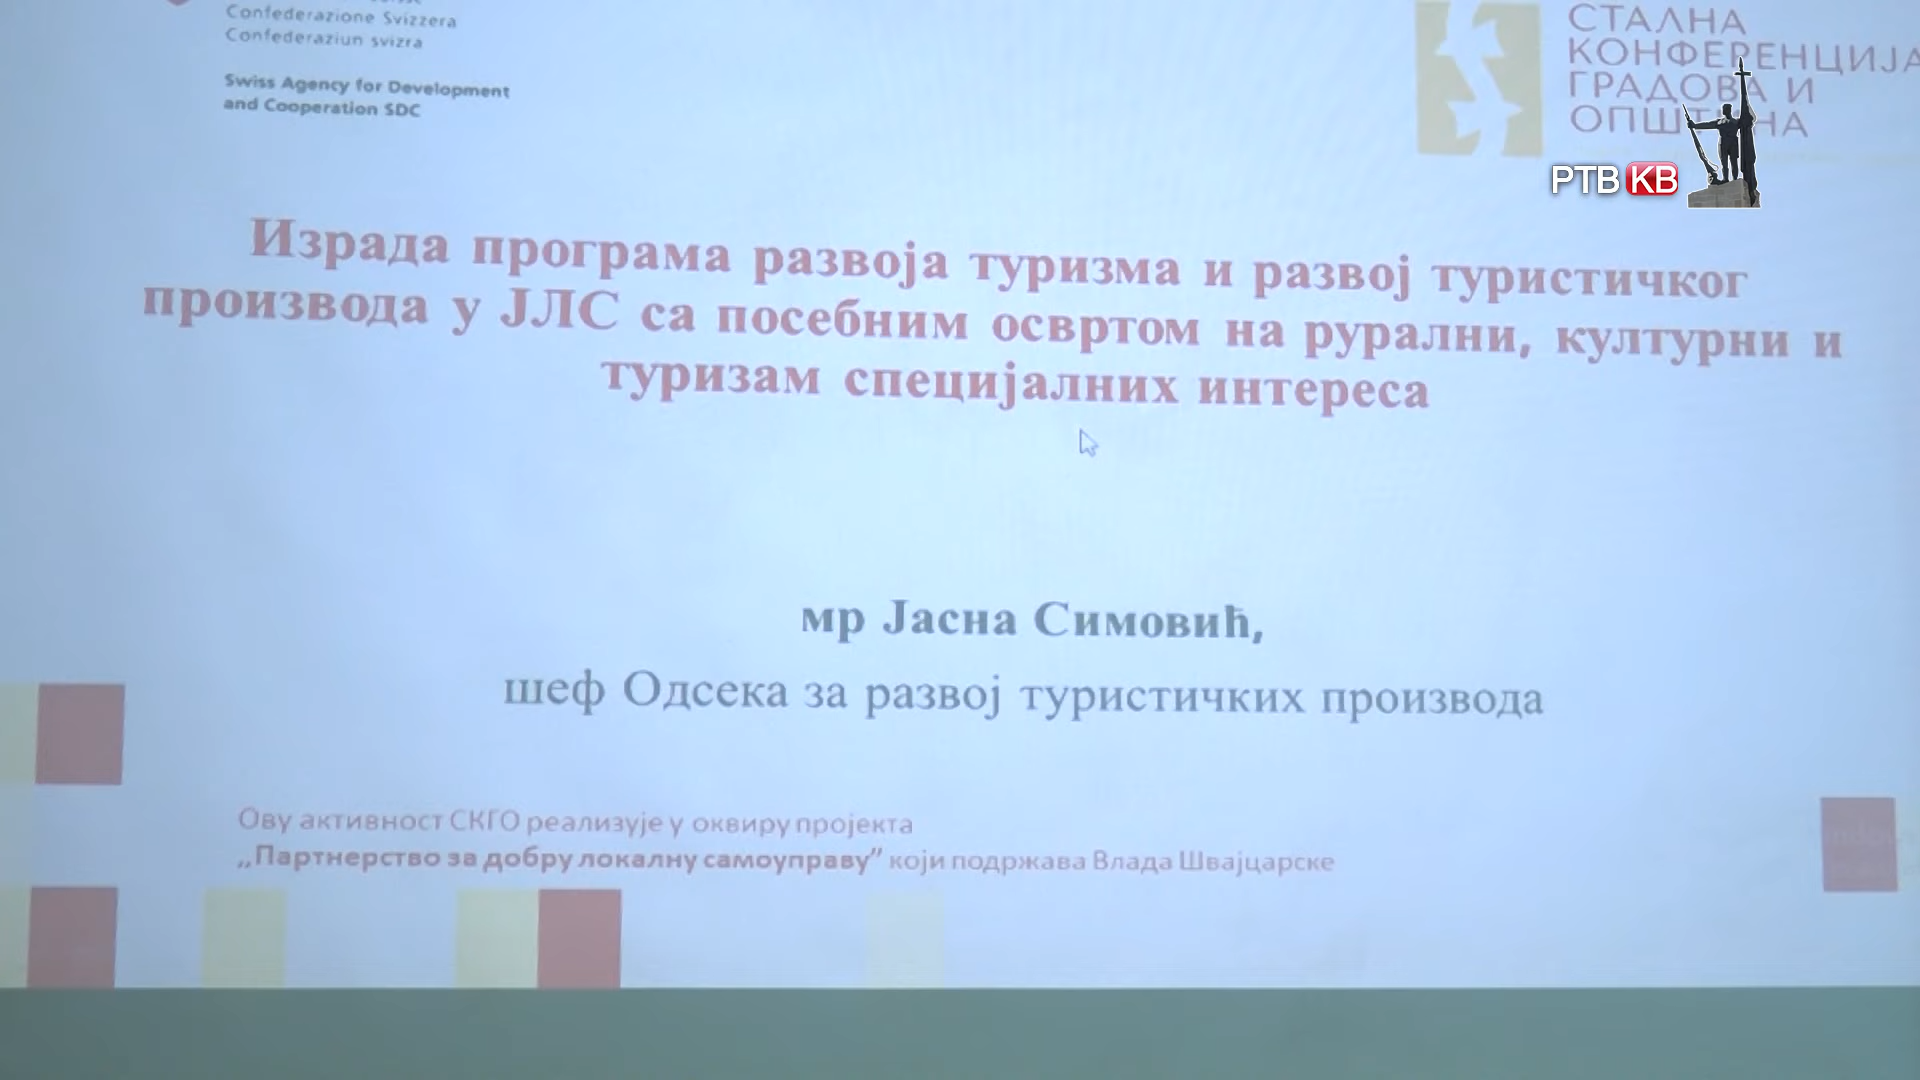 Confederazione Svizzera
Confederaziun svizra
Swiss Agency for Development
and Cooperation SDC
СТАЛНА
КОНФЕРЕНЦИЈА
ГРАДОВА И
ОПШТИНА
РТВ КВ
Израда програма развоја туризма и развој туристичког
производа у ЈЛС са посебним освртом на рурални, културни и
туризам специјалних интереса
мр Јасна Симовић,
шеф Одсека за развој туристичких производа
Ову активност СКГО реализује у оквиру пројекта
,,Партнерство за добру локалну самоуправу” који подржава Влада Швајцарске